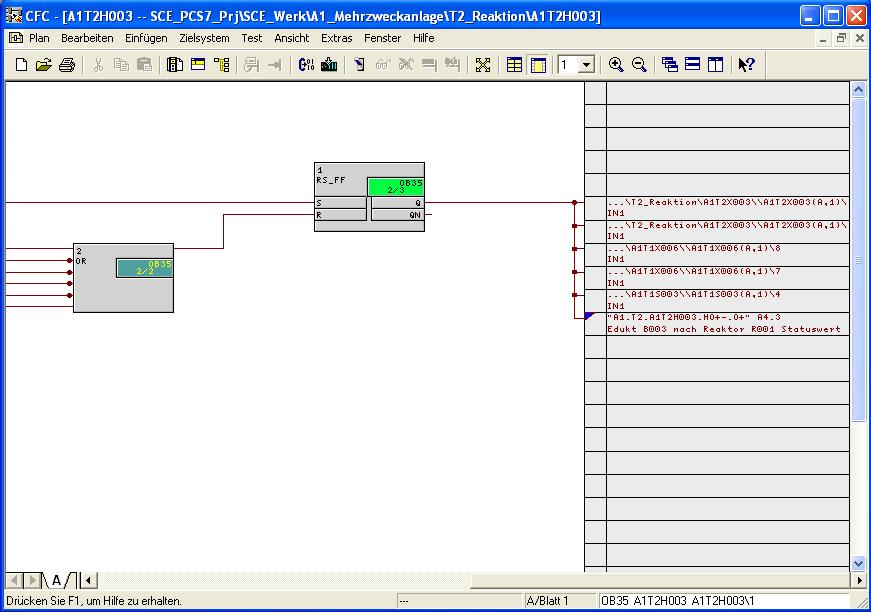 CFC - [A1T2H003 -- SCE_PCS7_Prj\SCE_Werk\A1_Mehrzweckanlage\T2_Reaktion\A1T2H003]
Plan Bearbeiten Einfügen Zielsystem Test Ansicht Extras Fenster Hilfe
1
1
RS_FF
OB35
2/3
S Q
R QN
2
OR
OB35
2/2
...\T2_Reaktion\A1T2X003\\A1T2X003(A,1)\
IN1
...\T2_Reaktion\A1T2X003\\A1T2X003(A,1)\
IN1
...\A1T1X006\\A1T1X006(A,1)\8
IN1
...\A1T1X006\\A1T1X006(A,1)\7
IN1
...\A1T1S003\\A1T1S003(A,1)\4
IN1
"A1.T2.A1T2H003.HO+-.O+" A4.3
Edukt B003 nach Reaktor R001 Statuswert
A
Drücken Sie F1, um Hilfe zu erhalten.
---
A/Blatt 1
OB35 A1T2H003 A1T2H003\1